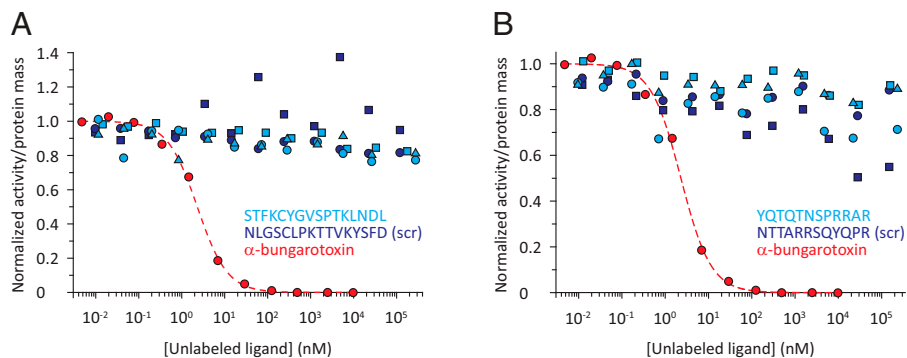 A
Normalized activity/protein mass
1.4
1.2
1.0
0.8
0.6
0.4
0.2
0
STFKCYGVSPTKLNDL
NLGSCLPKTTVKYSFD (scr)
α-bungarotoxin
10⁻² 10⁻¹ 10⁰ 10¹ 10² 10³ 10⁴ 10⁵
[Unlabeled ligand] (nM)
B
Normalized activity/protein mass
1.0
0.8
0.6
0.4
0.2
0
YQTQTNSPRRAR
NTTARRSQYQPR (scr)
α-bungarotoxin
10⁻² 10⁻¹ 10⁰ 10¹ 10² 10³ 10⁴ 10⁵
[Unlabeled ligand] (nM)